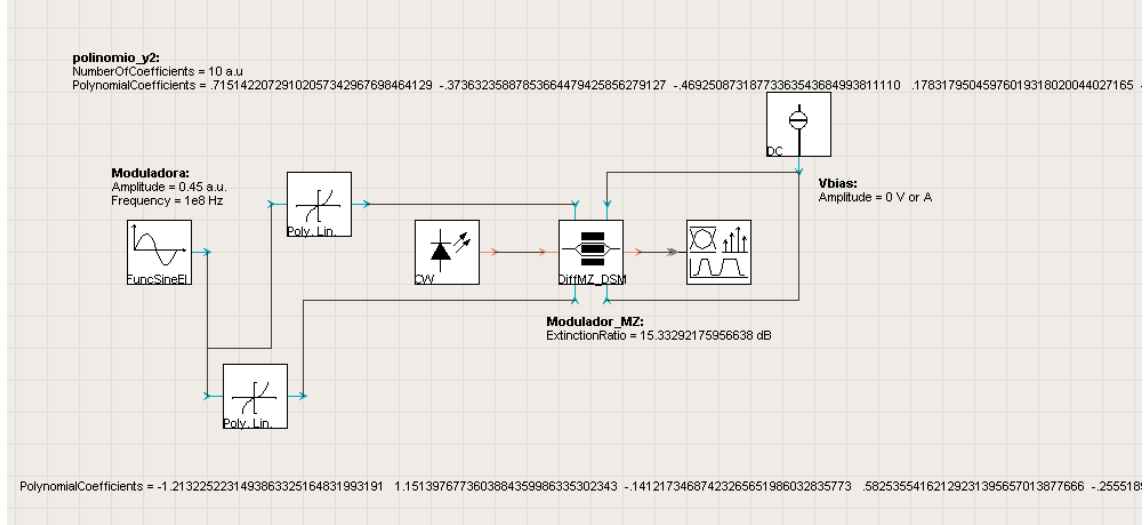 polinomio_y2:
NumberOfCoefficients = 10 a.u
PolynomialCoefficients = .71514220729102057342967698464129 -.37363235887853664479425856279127 -.46925087318773363543684993811110 .17831795045976019318020044027165 -
DC
Moduladora:
Amplitude = 0.45 a.u.
Frequency = 1e8 Hz
Vbias:
Amplitude = 0 V or A
Poly. Lin.
FuncSineEl
CW
DiffMZ_DSM
Modulador_MZ:
ExtinctionRatio = 15.33292175956638 dB
Poly. Lin.
PolynomialCoefficients = -1.2132252231493863325164831993191 1.1513976773603884359986335302343 -.14121734687423265651986032835773 .58253554162129231395657013877666 -.2555189